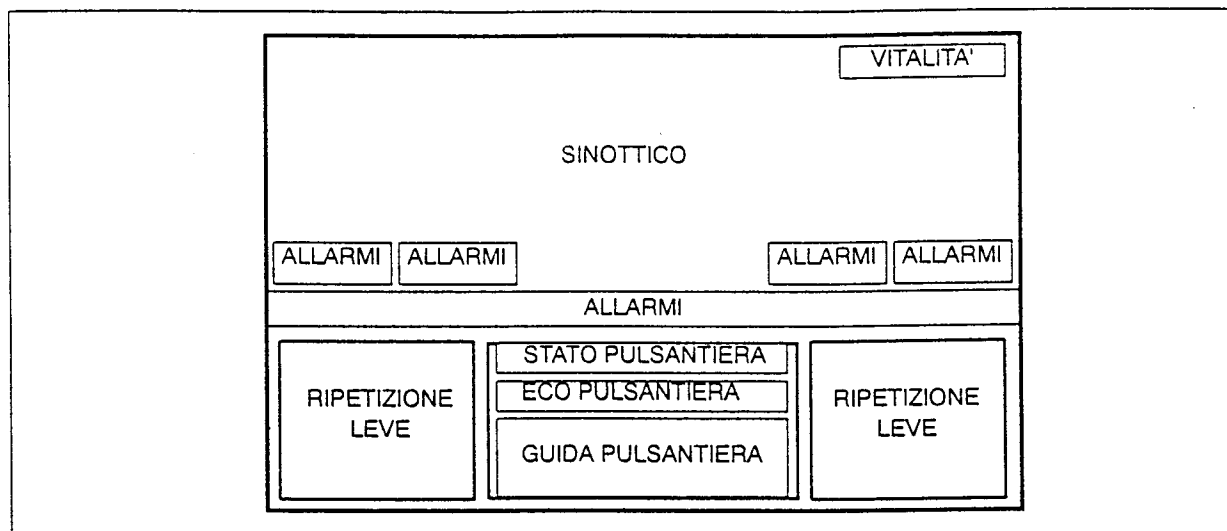 VITALITA'
SINOTTICO
ALLARMI
ALLARMI
ALLARMI
ALLARMI
ALLARMI
STATO PULSANTIERA
ECO PULSANTIERA
GUIDA PULSANTIERA
RIPETIZIONE
LEVE
RIPETIZIONE
LEVE